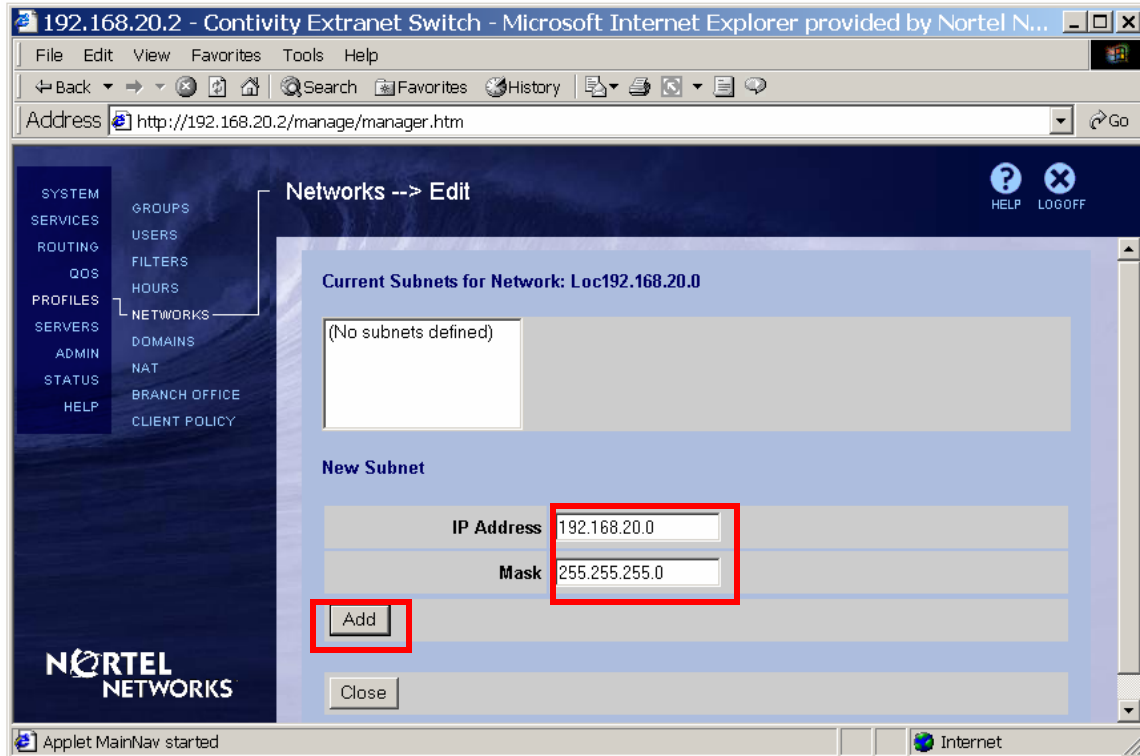 192.168.20.2 - Contivity Extranet Switch - Microsoft Internet Explorer provided by Nortel N...
File Edit View Favorites Tools Help
Back Search Favorites History
Address http://192.168.20.2/manage/manager.htm Go
SYSTEM
SERVICES
ROUTING
QOS
PROFILES
SERVERS
ADMIN
STATUS
HELP
GROUPS
USERS
FILTERS
HOURS
NETWORKS
DOMAINS
NAT
BRANCH OFFICE
CLIENT POLICY
Networks --> Edit
? HELP LOGOFF
Current Subnets for Network: Loc192.168.20.0
(No subnets defined)
New Subnet
IP Address 192.168.20.0
Mask 255.255.255.0
Add
Close
NORTEL
NETWORKS
Applet MainNav started Internet